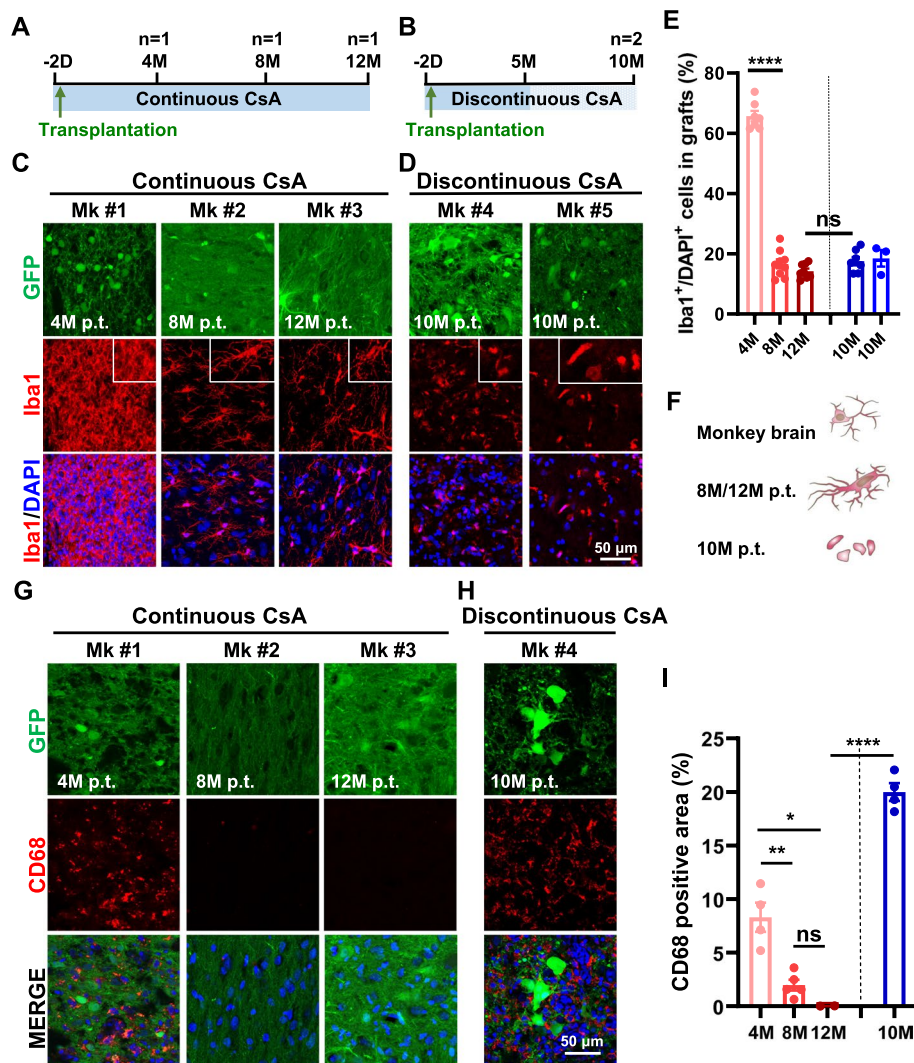 A
n=1 n=1 n=1
-2D 4M 8M 12M
Continuous CsA
Transplantation
B
n=2
-2D 5M 10M
Discontinuous CsA
Transplantation
C
Continuous CsA
Mk #1 Mk #2 Mk #3
GFP
4M p.t. 8M p.t. 12M p.t.
Iba1
Iba1/DAPI
D
Discontinuous CsA
Mk #4 Mk #5
10M p.t. 10M p.t.
50 µm
E
Iba1⁺/DAPI⁺ cells in grafts (%)
80
60
40
20
0
****
ns
4M 8M 12M 10M 10M
F
Monkey brain
8M/12M p.t.
10M p.t.
G
Continuous CsA
Mk #1 Mk #2 Mk #3
GFP
4M p.t. 8M p.t. 12M p.t.
CD68
MERGE
H
Discontinuous CsA
Mk #4
10M p.t.
50 µm
I
CD68 positive area (%)
25
20
15
10
5
0
****
*
**
ns
4M 8M 12M 10M